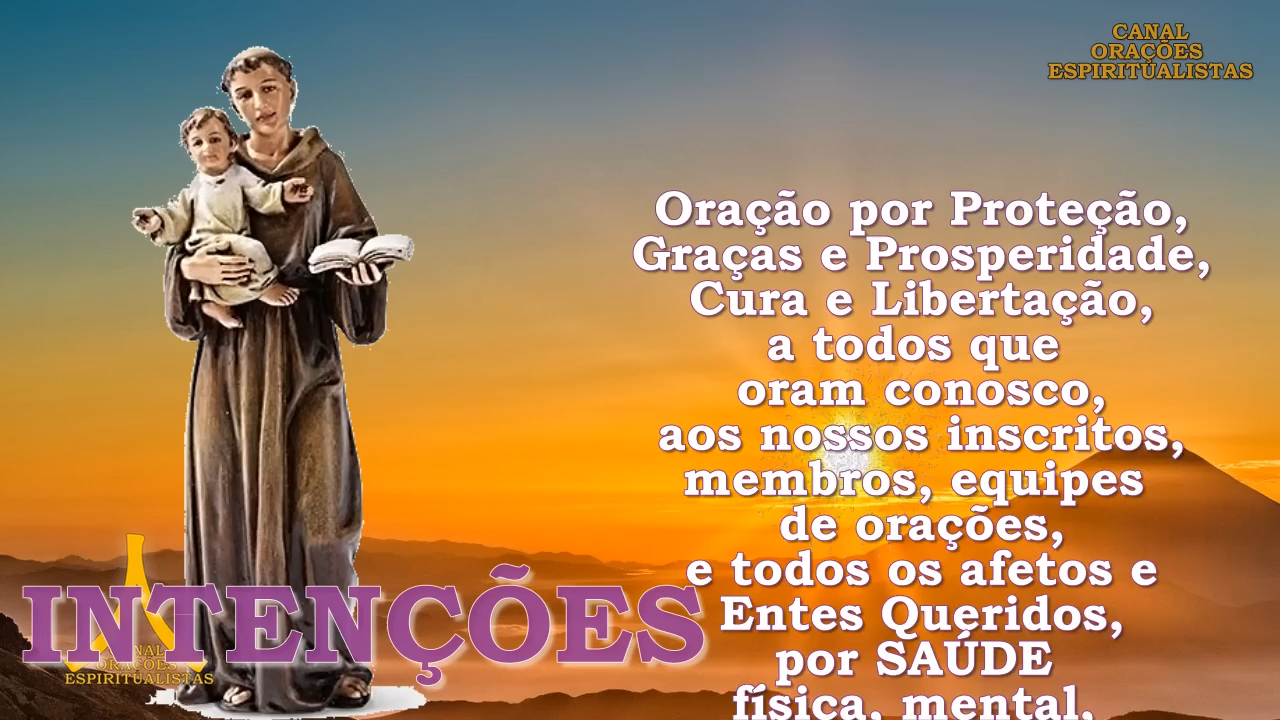 CANAL
ORAÇÕES
ESPIRITUALISTAS
Oração por Proteção,
Graças e Prosperidade,
Cura e Libertação,
a todos que
oram conosco,
aos nossos inscritos,
membros, equipes
de orações,
e todos os afetos e
Entes Queridos,
por SAÚDE
física, mental,
INTENÇÕES
CANAL
ORAÇÕES
ESPIRITUALISTAS